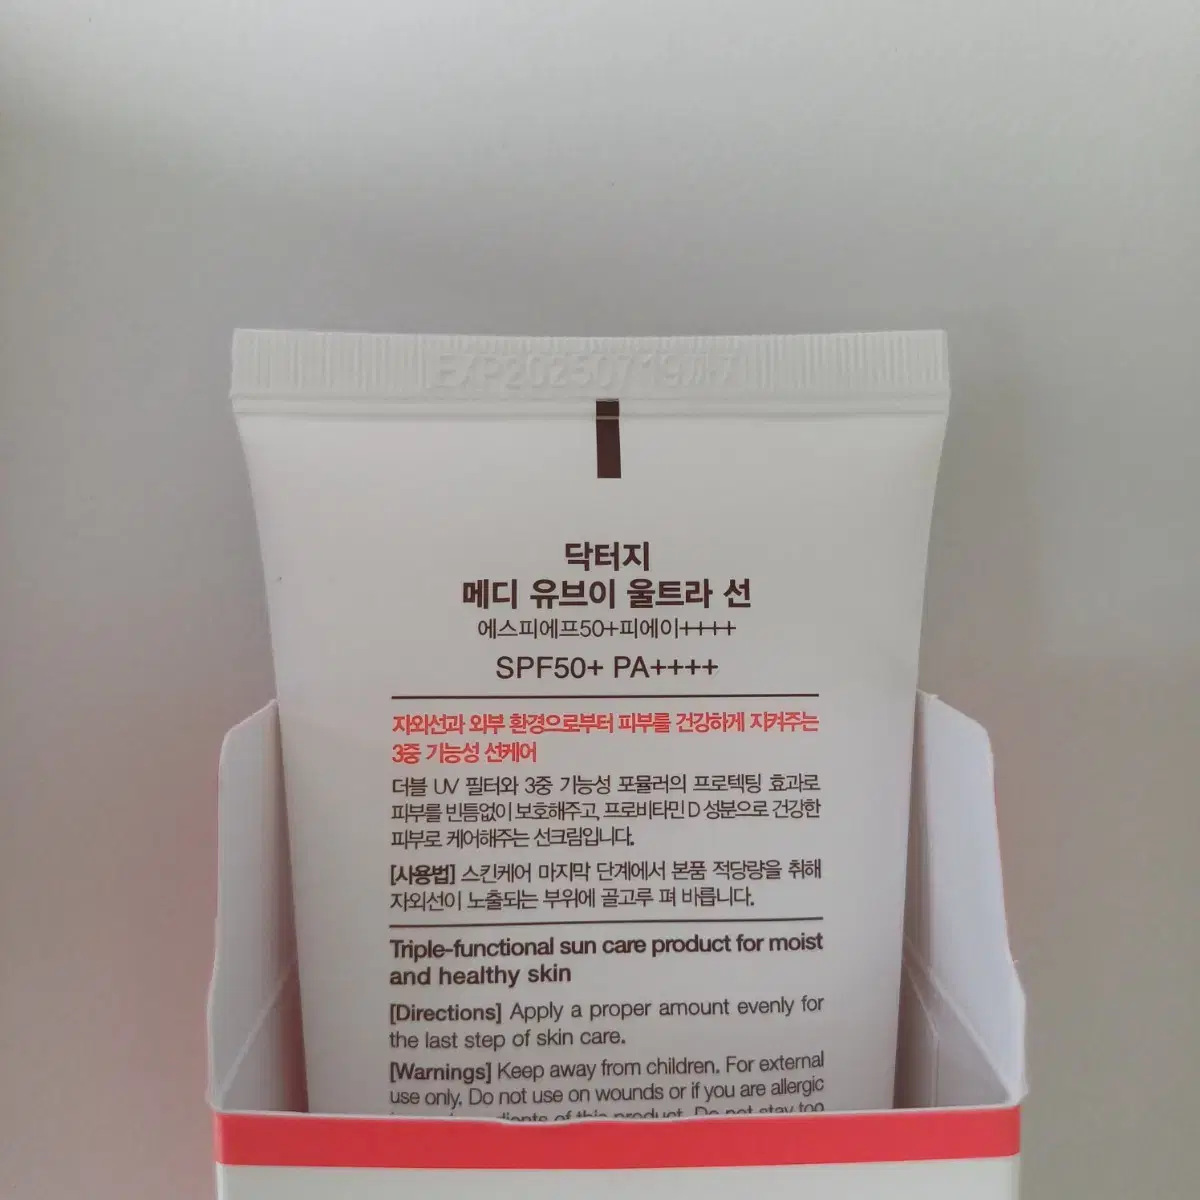 EXP20250719
닥터지
메디 유브이 울트라 선
에스피에프50+피에이++++
SPF50+ PA++++
자외선과 외부 환경으로부터 피부를 건강하게 지켜주는
3중 기능성 선케어
더블 UV 필터와 3중 기능성 포뮬러의 프로텍팅 효과로
피부를 빈틈없이 보호해주고, 프로비타민 D 성분으로 건강한
피부로 케어해주는 선크림입니다.
[사용법] 스킨케어 마지막 단계에서 본품 적당량을 취해
자외선이 노출되는 부위에 골고루 펴 바릅니다.
Triple-functional sun care product for moist
and healthy skin
[Directions] Apply a proper amount evenly for
the last step of skin care.
[Warnings] Keep away from children. For external
use only. Do not use on wounds or if you are allergic
of this product. Do not stay too